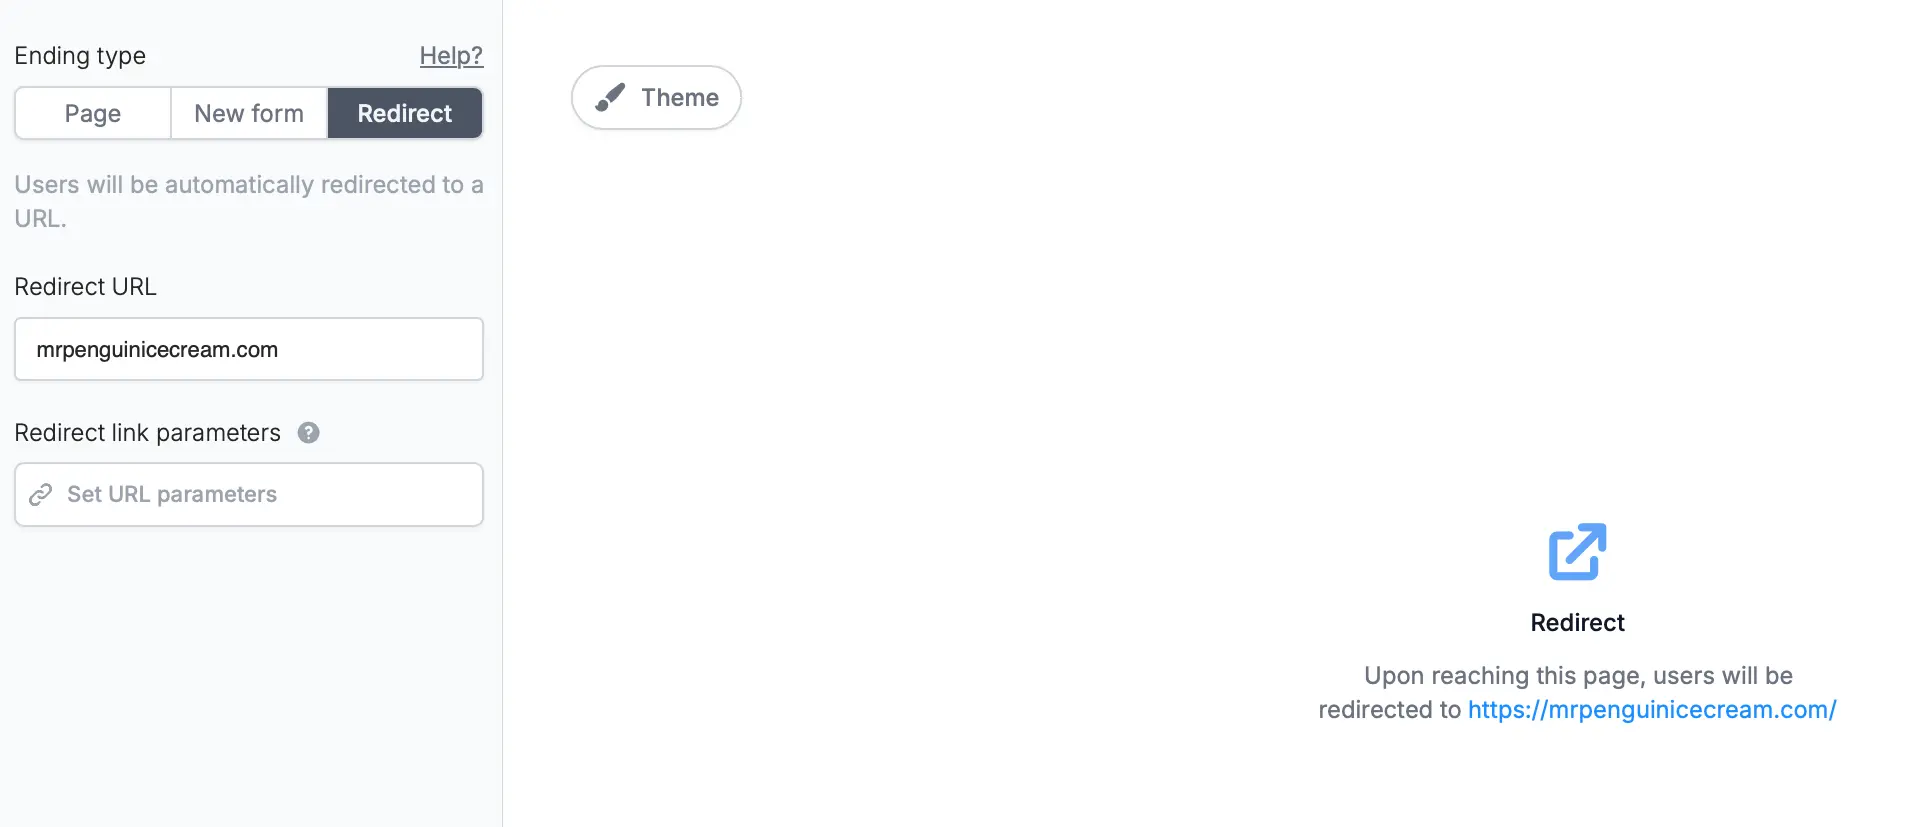 Ending type
Help?
Page
New form
Redirect
Users will be automatically redirected to a
URL.
Redirect URL
mrpenguinicecream.com
Redirect link parameters ?
Set URL parameters
Theme
Redirect
Upon reaching this page, users will be
redirected to https://mrpenguinicecream.com/